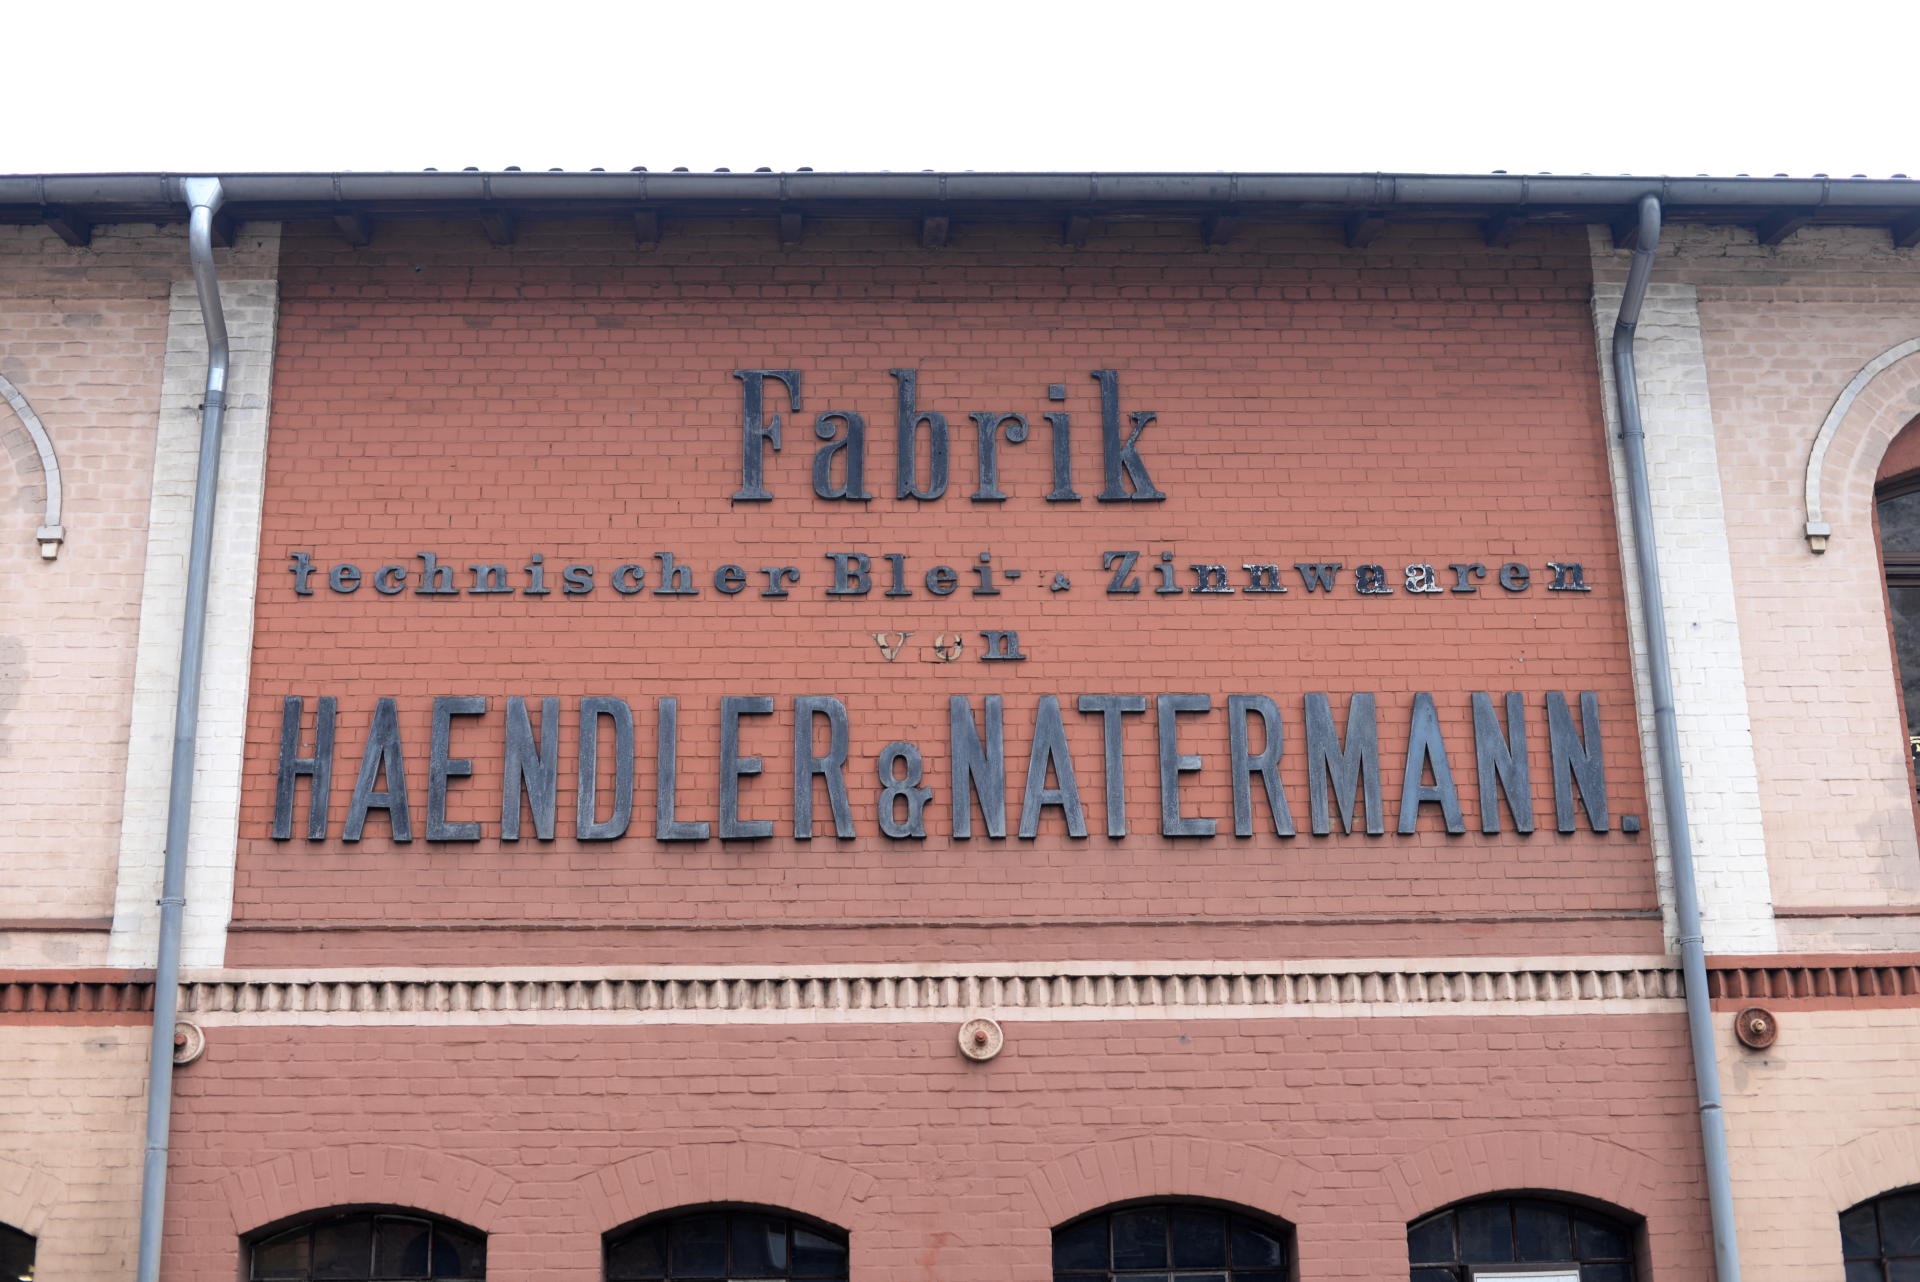 Fabrik
technischer Blei- & Zinnwaaren
von
HAENDLER & NATERMANN.